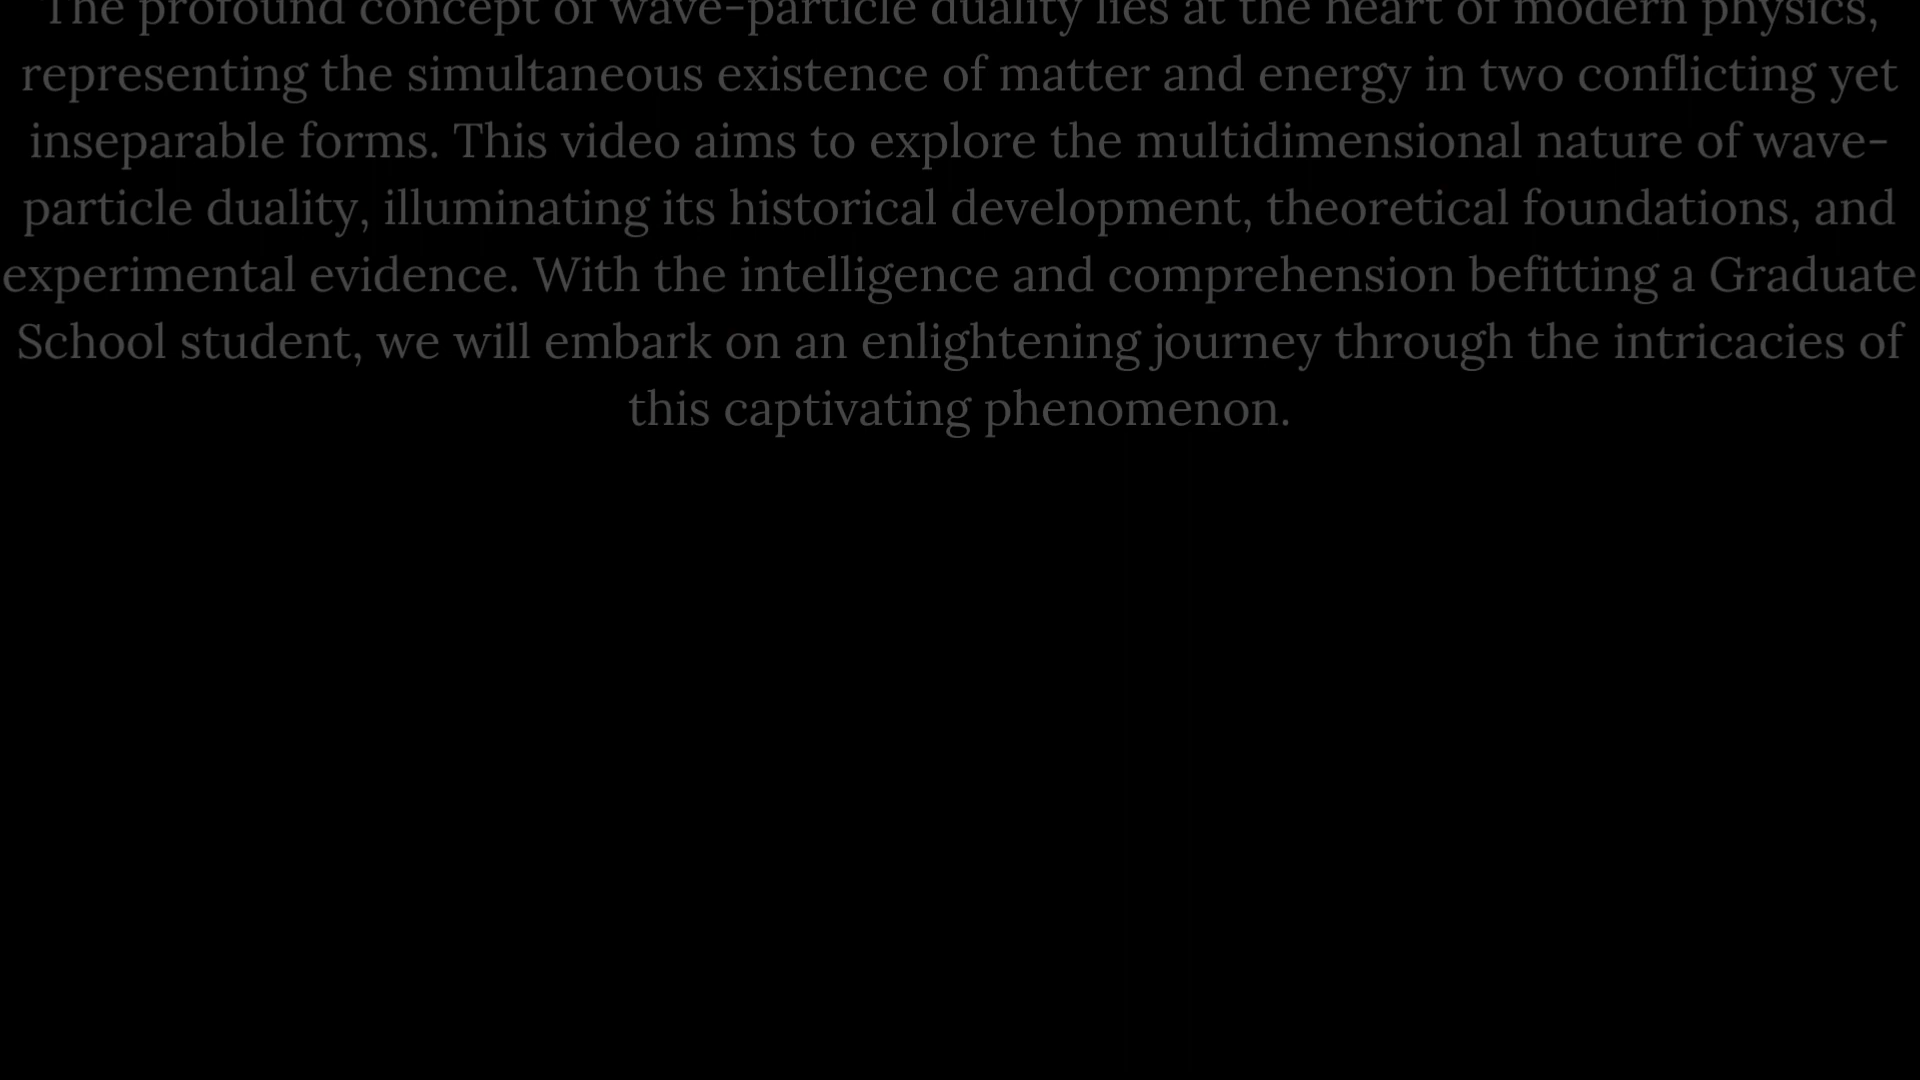 The profound concept of wave-particle duality lies at the heart of modern physics,
representing the simultaneous existence of matter and energy in two conflicting yet
inseparable forms. This video aims to explore the multidimensional nature of wave-
particle duality, illuminating its historical development, theoretical foundations, and
experimental evidence. With the intelligence and comprehension befitting a Graduate
School student, we will embark on an enlightening journey through the intricacies of
this captivating phenomenon.